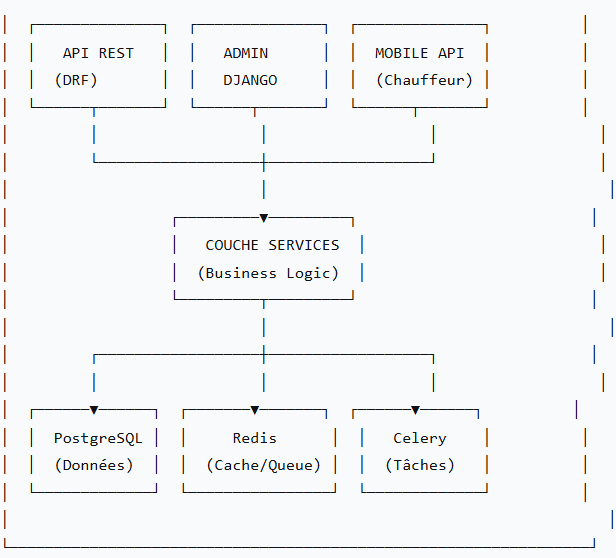 API REST ADMIN MOBILE API
(DRF) DJANGO (Chauffeur)
COUCHE SERVICES
(Business Logic)
PostgreSQL Redis Celery
(Données) (Cache/Queue) (Tâches)